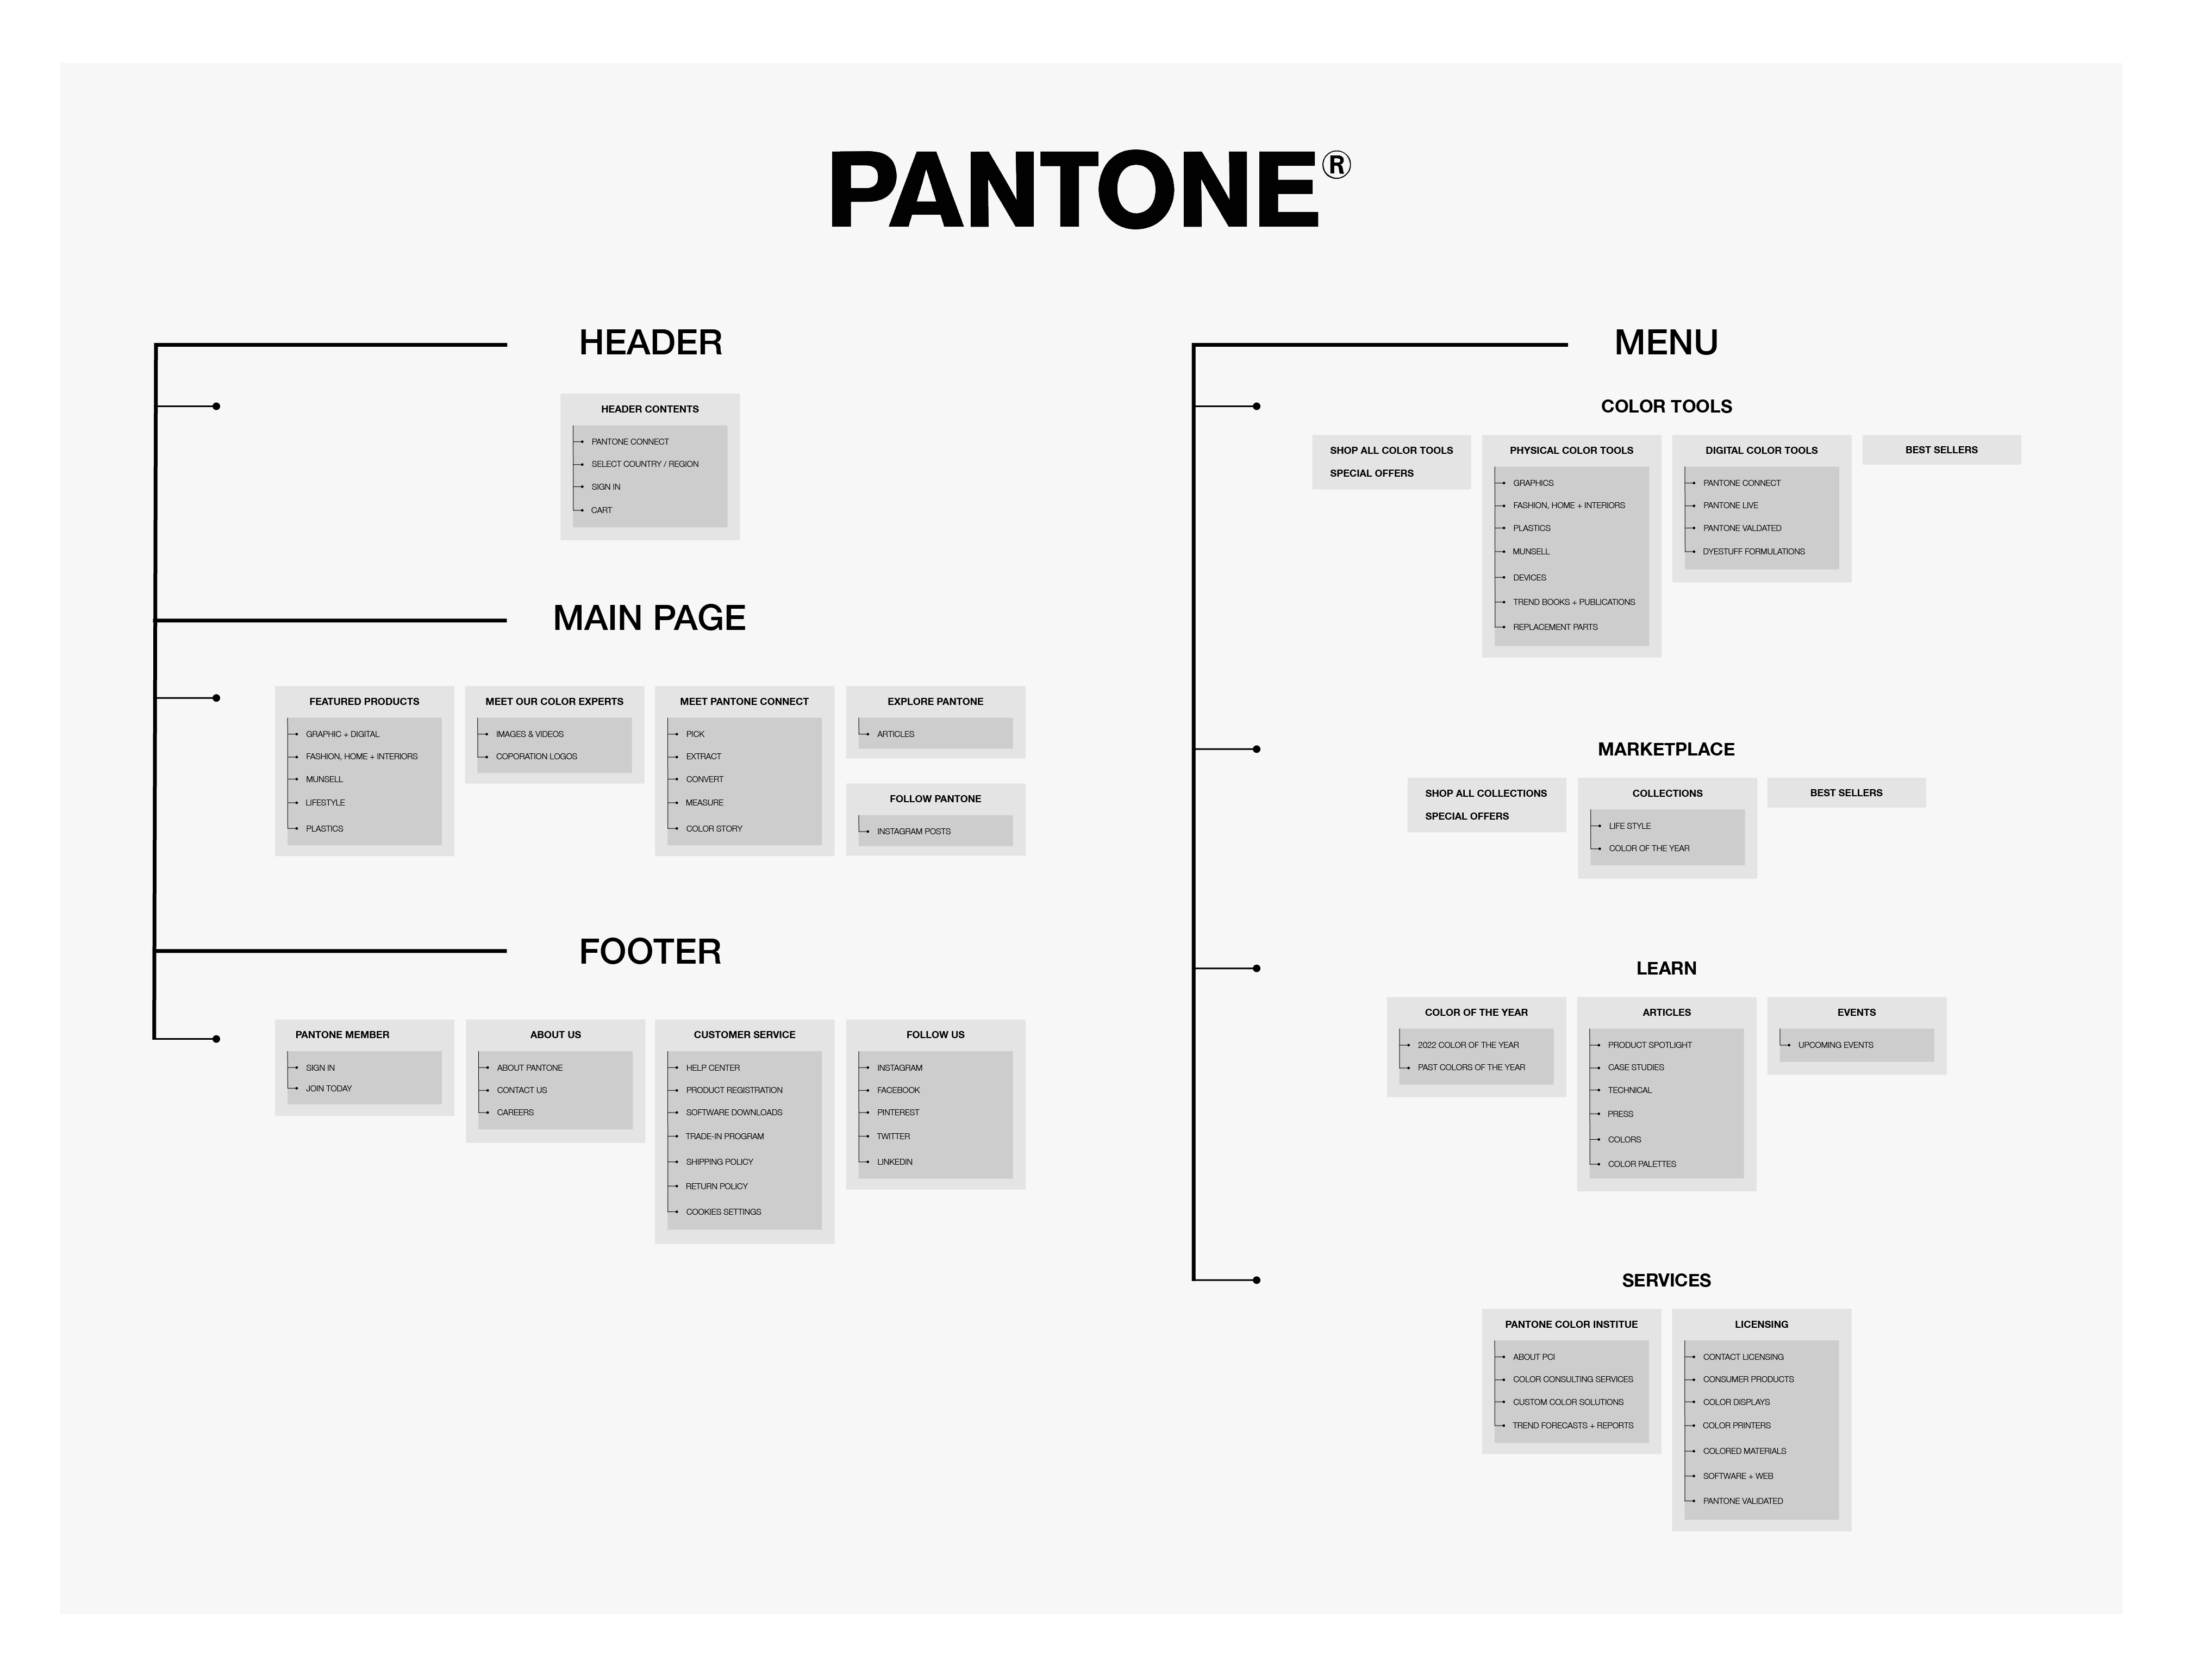 PANTONE®
HEADER
HEADER CONTENTS
PANTONE CONNECT
SELECT COUNTRY / REGION
SIGN IN
CART
MAIN PAGE
FEATURED PRODUCTS
GRAPHIC + DIGITAL
FASHION, HOME + INTERIORS
MUNSELL
LIFESTYLE
PLASTICS
MEET OUR COLOR EXPERTS
IMAGES & VIDEOS
COPORATION LOGOS
MEET PANTONE CONNECT
PICK
EXTRACT
CONVERT
MEASURE
COLOR STORY
EXPLORE PANTONE
ARTICLES
FOLLOW PANTONE
INSTAGRAM POSTS
FOOTER
PANTONE MEMBER
SIGN IN
JOIN TODAY
ABOUT US
ABOUT PANTONE
CONTACT US
CAREERS
CUSTOMER SERVICE
HELP CENTER
PRODUCT REGISTRATION
SOFTWARE DOWNLOADS
TRADE-IN PROGRAM
SHIPPING POLICY
RETURN POLICY
COOKIES SETTINGS
FOLLOW US
INSTAGRAM
FACEBOOK
PINTEREST
TWITTER
LINKEDIN
MENU
COLOR TOOLS
SHOP ALL COLOR TOOLS
SPECIAL OFFERS
PHYSICAL COLOR TOOLS
GRAPHICS
FASHION, HOME + INTERIORS
PLASTICS
MUNSELL
DEVICES
TREND BOOKS + PUBLICATIONS
REPLACEMENT PARTS
DIGITAL COLOR TOOLS
PANTONE CONNECT
PANTONE LIVE
PANTONE VALDATED
DYESTUFF FORMULATIONS
BEST SELLERS
MARKETPLACE
SHOP ALL COLLECTIONS
SPECIAL OFFERS
COLLECTIONS
LIFE STYLE
COLOR OF THE YEAR
BEST SELLERS
LEARN
COLOR OF THE YEAR
2022 COLOR OF THE YEAR
PAST COLORS OF THE YEAR
ARTICLES
PRODUCT SPOTLIGHT
CASE STUDIES
TECHNICAL
PRESS
COLORS
COLOR PALETTES
EVENTS
UPCOMING EVENTS
SERVICES
PANTONE COLOR INSTITUE
ABOUT PCI
COLOR CONSULTING SERVICES
CUSTOM COLOR SOLUTIONS
TREND FORECASTS + REPORTS
LICENSING
CONTACT LICENSING
CONSUMER PRODUCTS
COLOR DISPLAYS
COLOR PRINTERS
COLORED MATERIALS
SOFTWARE + WEB
PANTONE VALIDATED